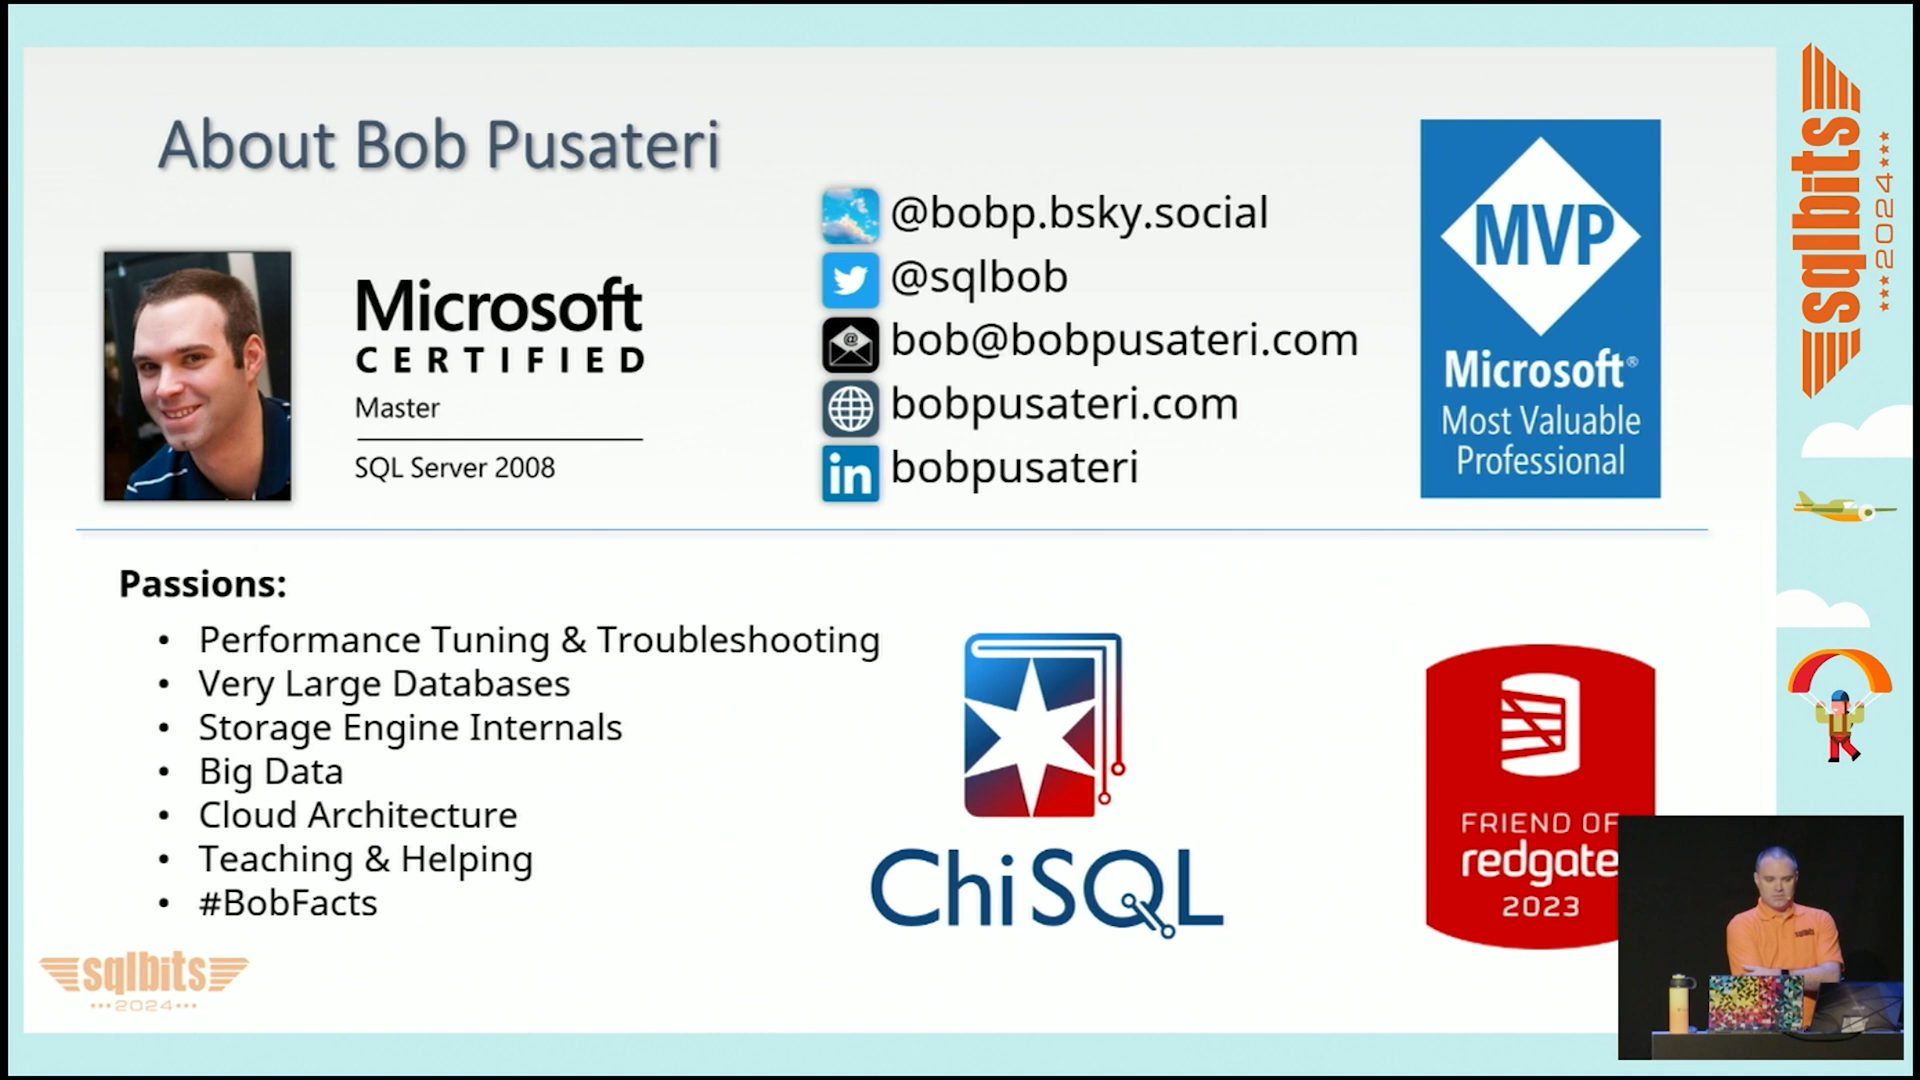 About Bob Pusateri
Microsoft
CERTIFIED
Master
SQL Server 2008
@bobp.bsky.social
@sqlbob
bob@bobpusateri.com
bobpusateri.com
in bobpusateri
MVP
Microsoft®
Most Valuable
Professional
Passions:
• Performance Tuning & Troubleshooting
• Very Large Databases
• Storage Engine Internals
• Big Data
• Cloud Architecture
• Teaching & Helping
• #BobFacts
ChiSQL
FRIEND OF
redgate
2023
sqlbits
2024
sqlbits
2024
sqlbits